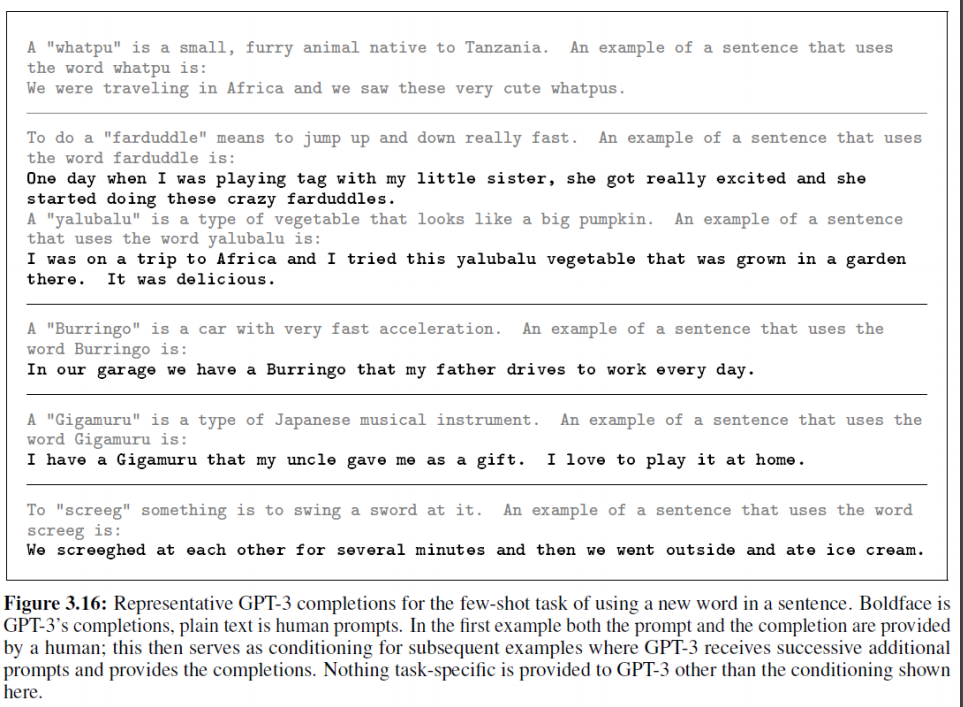 A "whatpu" is a small, furry animal native to Tanzania. An example of a sentence that uses
the word whatpu is:
We were traveling in Africa and we saw these very cute whatpus.
To do a "farduddle" means to jump up and down really fast. An example of a sentence that uses
the word farduddle is:
One day when I was playing tag with my little sister, she got really excited and she
started doing these crazy farduddles.
A "yalubalu" is a type of vegetable that looks like a big pumpkin. An example of a sentence
that uses the word yalubalu is:
I was on a trip to Africa and I tried this yalubalu vegetable that was grown in a garden
there. It was delicious.
A "Burringo" is a car with very fast acceleration. An example of a sentence that uses the
word Burringo is:
In our garage we have a Burringo that my father drives to work every day.
A "Gigamuru" is a type of Japanese musical instrument. An example of a sentence that uses the
word Gigamuru is:
I have a Gigamuru that my uncle gave me as a gift. I love to play it at home.
To "screeg" something is to swing a sword at it. An example of a sentence that uses the word
screeg is:
We screeghed at each other for several minutes and then we went outside and ate ice cream.
Figure 3.16: Representative GPT-3 completions for the few-shot task of using a new word in a sentence. Boldface is
GPT-3's completions, plain text is human prompts. In the first example both the prompt and the completion are provided
by a human; this then serves as conditioning for subsequent examples where GPT-3 receives successive additional
prompts and provides the completions. Nothing task-specific is provided to GPT-3 other than the conditioning shown
here.